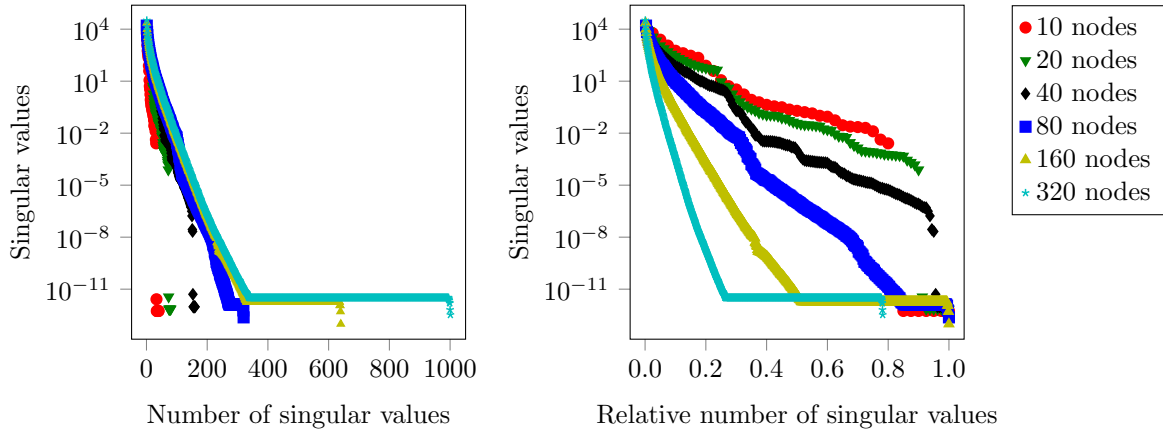 10^4
10^1
10^-2
10^-5
10^-8
10^-11
Singular values
0 200 400 600 800 1000
Number of singular values
10^4
10^1
10^-2
10^-5
10^-8
10^-11
Singular values
0.0 0.2 0.4 0.6 0.8 1.0
Relative number of singular values
10 nodes
20 nodes
40 nodes
80 nodes
160 nodes
320 nodes